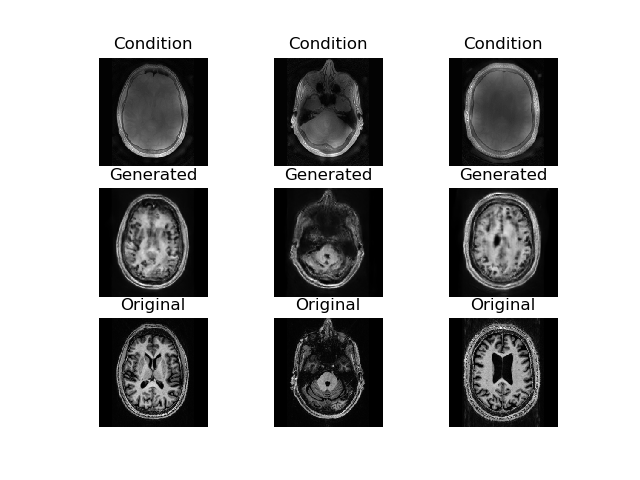 Condition Condition Condition
Generated Generated Generated
Original Original Original